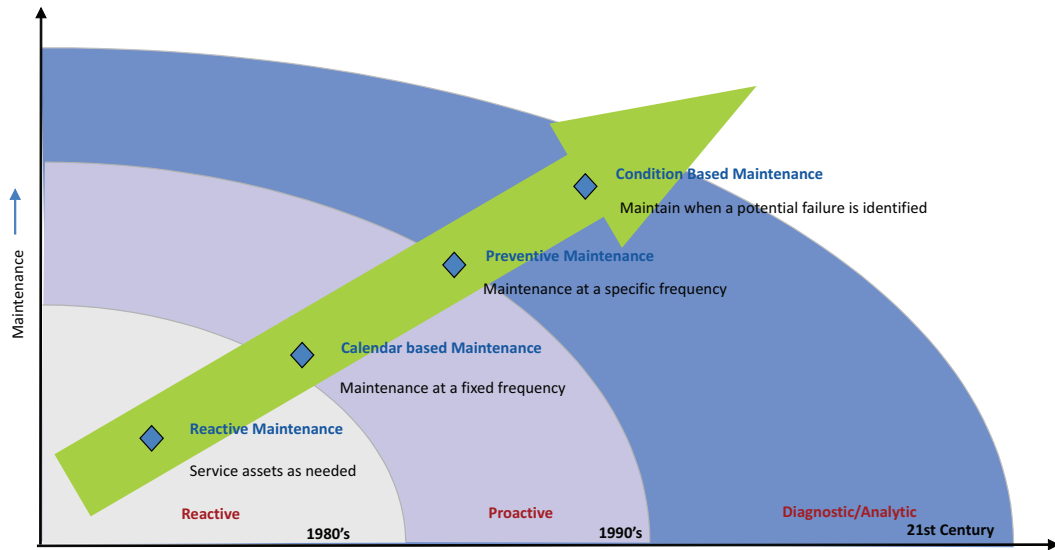 Condition Based Maintenance
Maintain when a potential failure is identified
Preventive Maintenance
Maintenance at a specific frequency
Calendar based Maintenance
Maintenance at a fixed frequency
Reactive Maintenance
Service assets as needed
Maintenance
Reactive
1980's
Proactive
1990's
Diagnostic/Analytic
21st Century